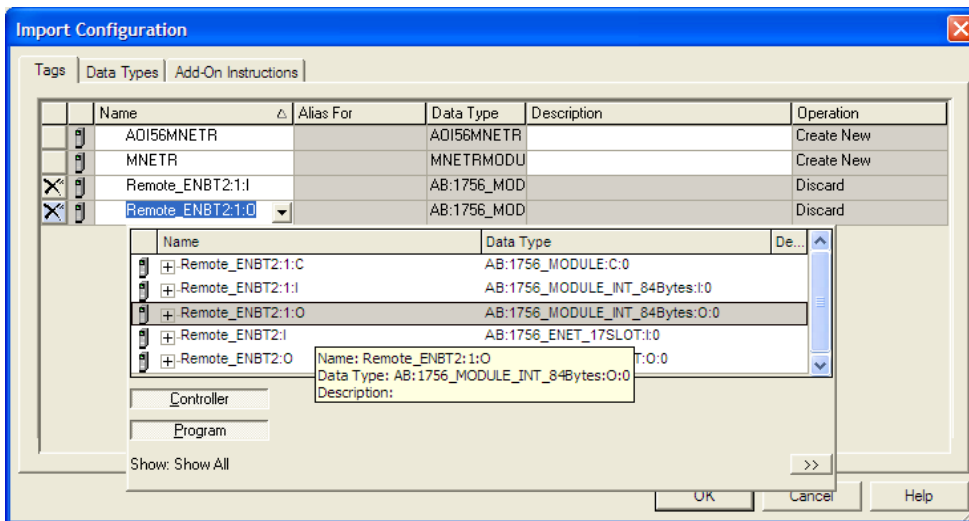 Import Configuration
Tags Data Types Add-On Instructions
Name Alias For Data Type Description Operation
AOI56MNETR AOI56MNETR Create New
MNETR MNETRMODU Create New
Remote_ENBT2:1:I AB:1756_MOD Discard
Remote_ENBT2:1:O AB:1756_MOD Discard
Name Data Type De...
Remote_ENBT2:1:C AB:1756_MODULE:C:0
Remote_ENBT2:1:I AB:1756_MODULE_INT_84Bytes:I:0
Remote_ENBT2:1:O AB:1756_MODULE_INT_84Bytes:O:0
Remote_ENBT2:I AB:1756_ENET_17SLOT:I:0
Remote_ENBT2:O T:O:0
Name: Remote_ENBT2:1:O
Data Type: AB:1756_MODULE_INT_84Bytes:O:0
Description:
Controller
Program
Show: Show All >>
OK Cancel Help